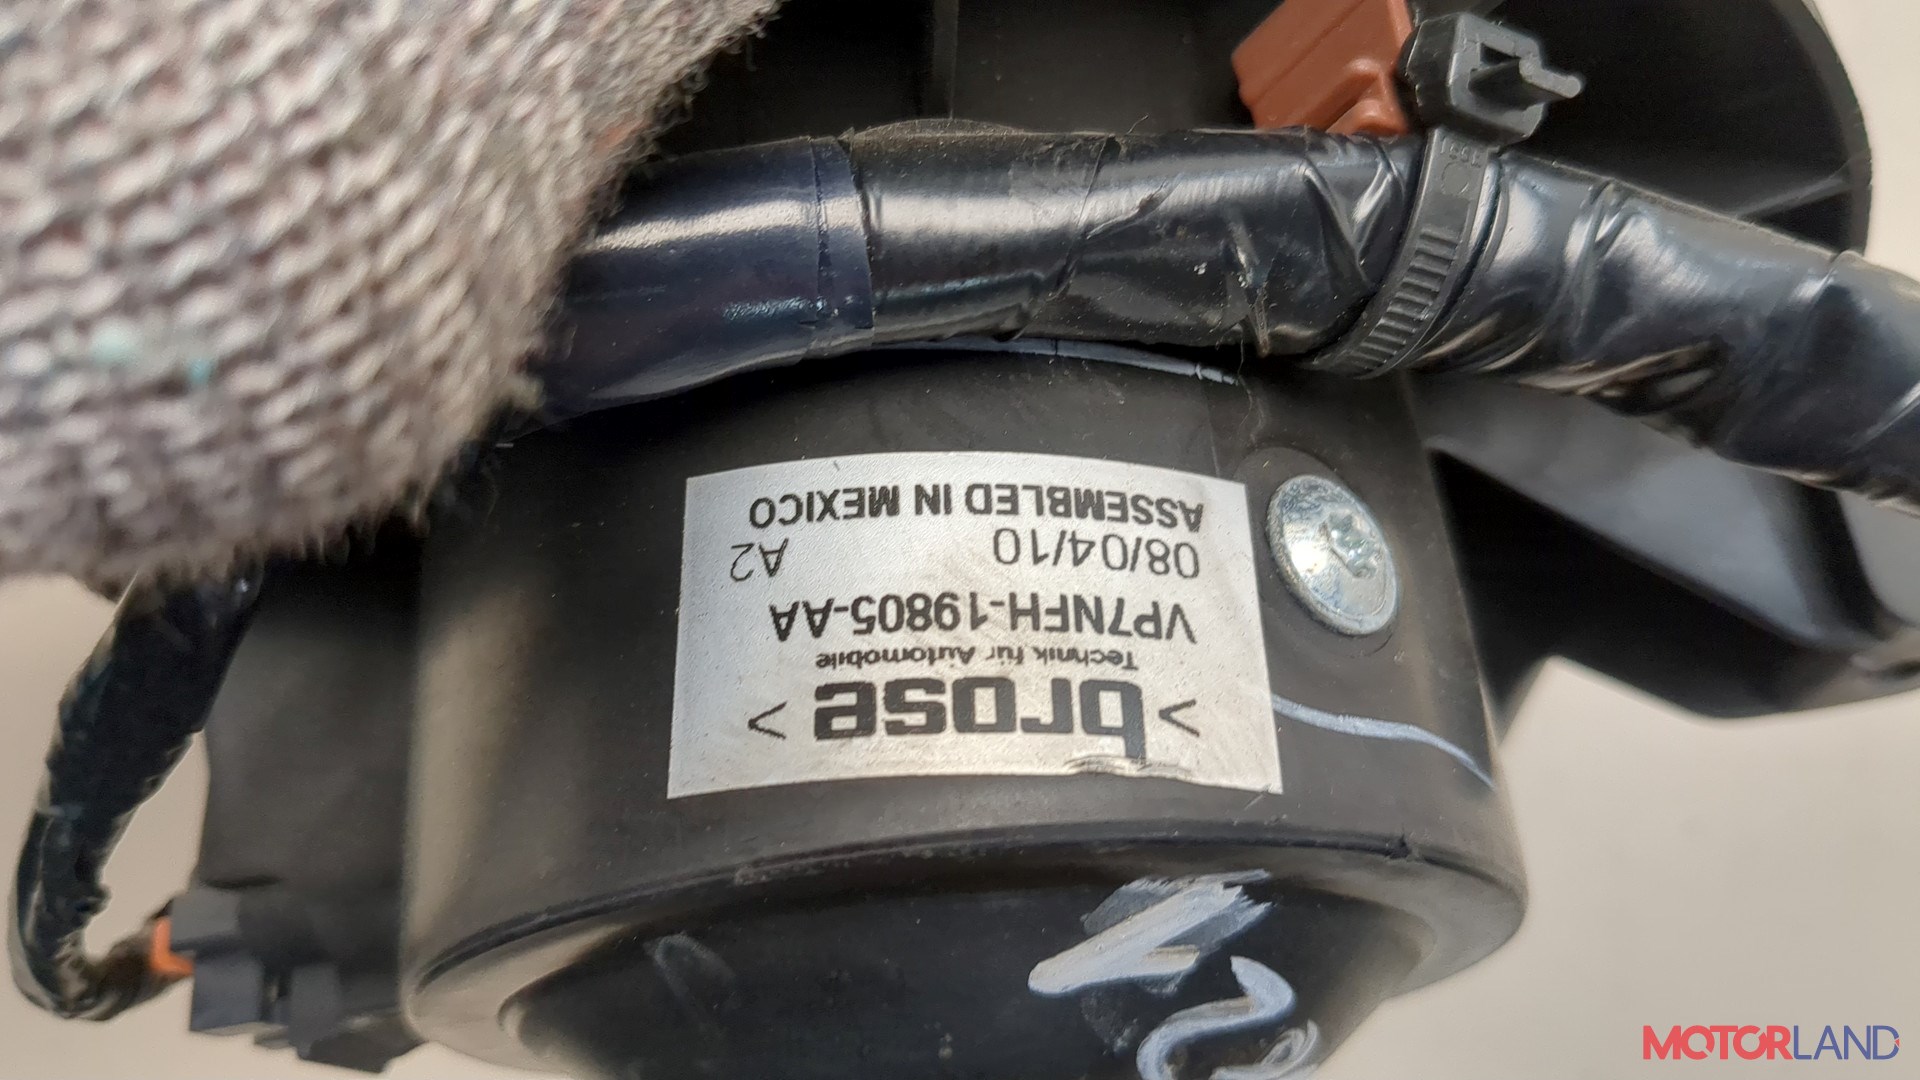 > brose >
Technik für Automobile
VP7NFH-19805-AA
08/04/10 A2
ASSEMBLED IN MEXICO
MOTORLAND